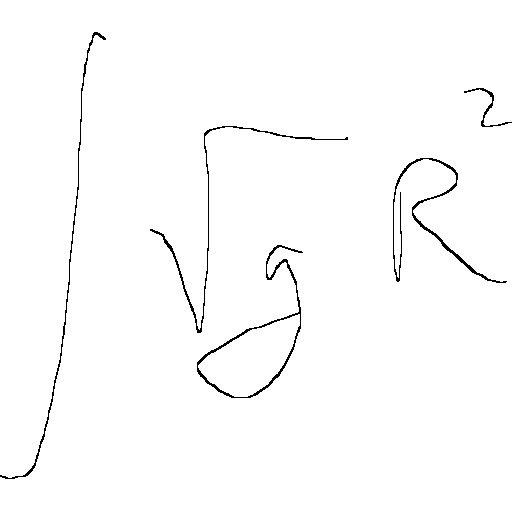 ∫ √g R²